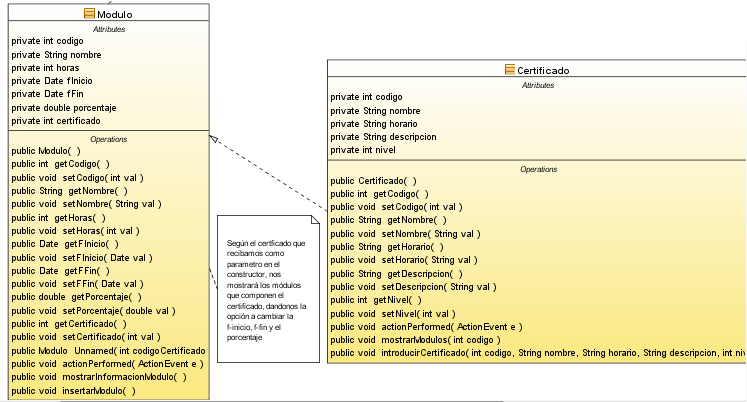 Modulo
Attributes
private int codigo
private String nombre
private int horas
private Date fInicio
private Date fFin
private double porcentaje
private int certificado
Operations
public Modulo( )
public int getCodigo( )
public void setCodigo( int val )
public String getNombre( )
public void setNombre( String val )
public int getHoras( )
public void setHoras( int val )
public Date getFInicio( )
public void setFInicio( Date val )
public Date getFFin( )
public void setFFin( Date val )
public double getPorcentaje( )
public void setPorcentaje( double val )
public int getCertificado( )
public void setCertificado( int val )
public Modulo Unnamed( int codigoCertificado
public void actionPerformed( ActionEvent e )
public void mostrarInformacionModulo( )
public void insertarModulo( )
Según el certficado que
recibamos como
parametro en el
constructor, nos
mostrará los módulos
que componen el
certificado, dandonos la
opción a cambiar la
f-inicio, f-fin y el
porcentaje
Certificado
Attributes
private int codigo
private String nombre
private String horario
private String descripcion
private int nivel
Operations
public Certificado( )
public int getCodigo( )
public void setCodigo( int val )
public String getNombre( )
public void setNombre( String val )
public String getHorario( )
public void setHorario( String val )
public String getDescripcion( )
public void setDescripcion( String val )
public int getNivel( )
public void setNivel( int val )
public void actionPerformed( ActionEvent e )
public void mostrarModulos( int codigo )
public void introducirCertificado( int codigo, String nombre, String horario, String descripcion, int niv